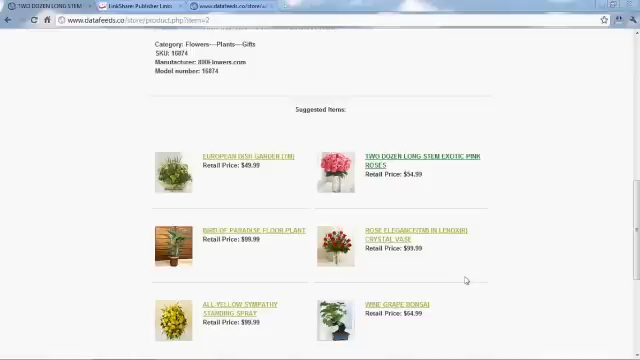 TWO DOZEN LONG STEM
LinkShare: Publisher Links
www.datafeeds.co/store/w
www.datafeeds.co/store/product.php?item=2
Category: Flowers---Plants---Gifts
SKU: 16874
Manufacturer: 800Flowers.com
Model number: 16874
Suggested Items:
EUROPEAN DISH GARDEN (TM)
Retail Price: $49.99
TWO DOZEN LONG STEM EXOTIC PINK
ROSES
Retail Price: $54.99
BIRD OF PARADISE FLOOR PLANT
Retail Price: $99.99
ROSE ELEGANCE(TM) IN LENOX(R)
CRYSTAL VASE
Retail Price: $99.99
ALL-YELLOW SYMPATHY
STANDING SPRAY
Retail Price: $99.99
WINE GRAPE BONSAI
Retail Price: $64.99